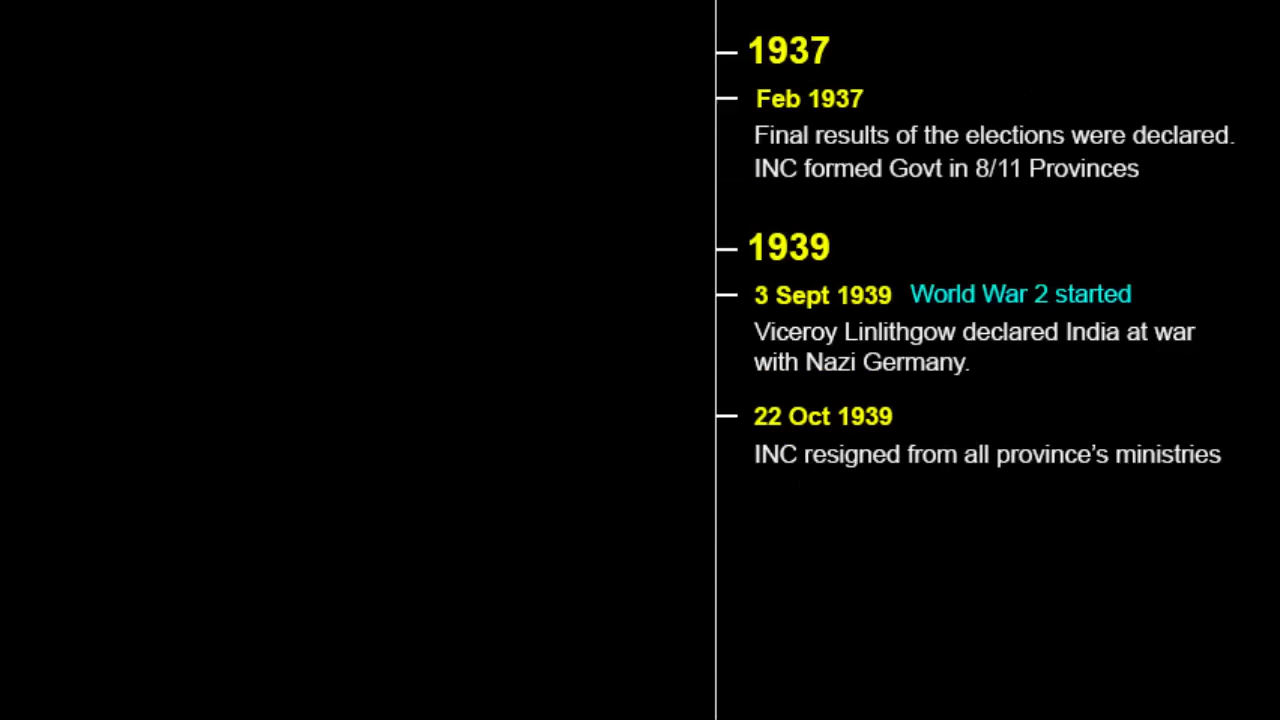 1937
Feb 1937
Final results of the elections were declared.
INC formed Govt in 8/11 Provinces
1939
3 Sept 1939 World War 2 started
Viceroy Linlithgow declared India at war
with Nazi Germany.
22 Oct 1939
INC resigned from all province’s ministries